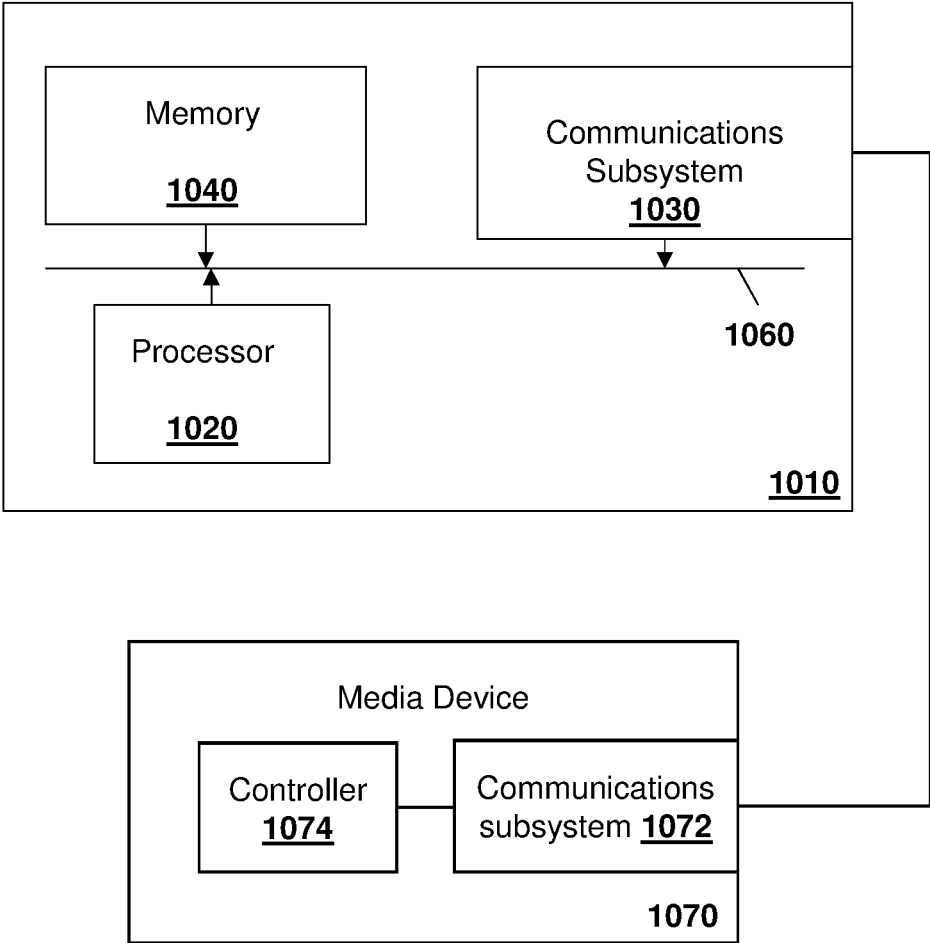 Memory
1040
Communications
Subsystem
1030
1060
Processor
1020
1010
Media Device
Controller
1074
Communications
subsystem 1072
1070